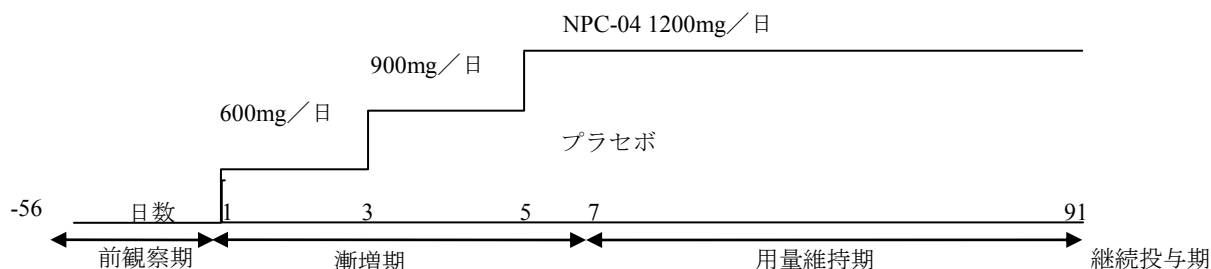 NPC-04 1200mg／日
900mg／日
600mg／日
プラセボ
-56 日数 1 3 5 7 91
前観察期 漸増期 用量維持期 継続投与期